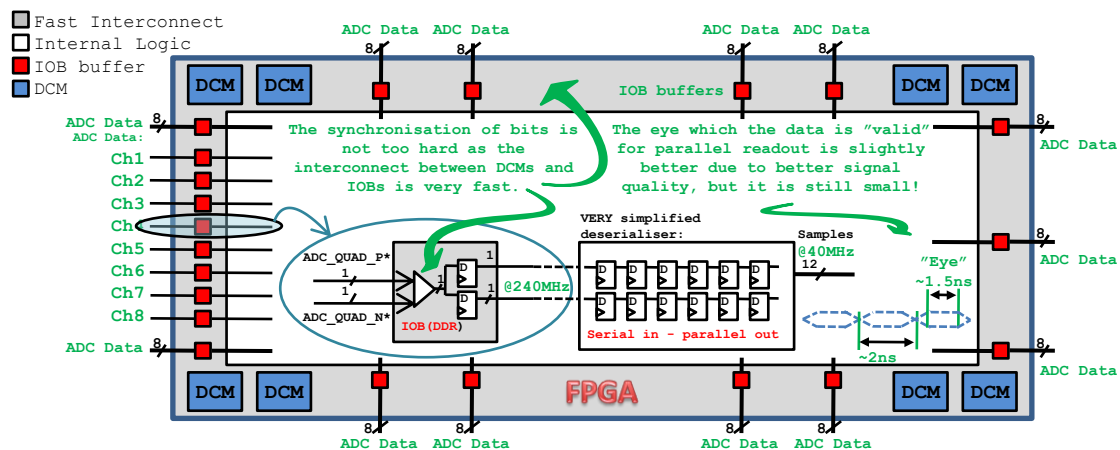 Fast Interconnect
Internal Logic
IOB buffer
DCM
ADC Data
ADC Data
ADC Data
ADC Data
8
8
8
8
DCM
DCM
DCM
DCM
IOB buffers
ADC Data
8
ADC Data:
Ch1
Ch2
Ch3
Ch
Ch5
Ch6
Ch7
Ch8
ADC Data
8
The synchronisation of bits is
not too hard as the
interconnect between DCMs and
IOBs is very fast.
The eye which the data is "valid"
for parallel readout is slightly
better due to better signal
quality, but it is still small!
8
ADC Data
8
ADC Data
8
ADC Data
ADC_QUAD_P*
1
1
ADC_QUAD_N*
1
D
D
1
1
IOB(DDR)
@240MHz
VERY simplified
deserialiser:
D D D D D D
D D D D D D
Serial in - parallel out
Samples
@40MHz
12
"Eye"
~1.5ns
~2ns
DCM
DCM
FPGA
DCM
DCM
8
8
8
8
ADC Data
ADC Data
ADC Data
ADC Data